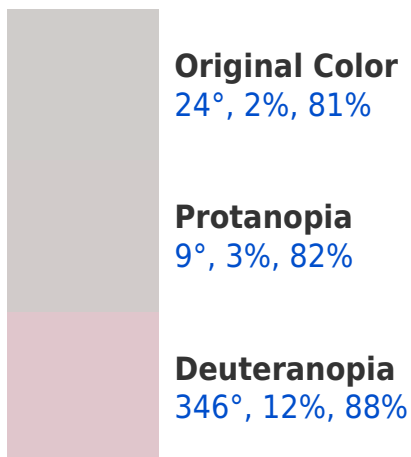 Original Color
24°, 2%, 81%
Protanopia
9°, 3%, 82%
Deuteranopia
346°, 12%, 88%